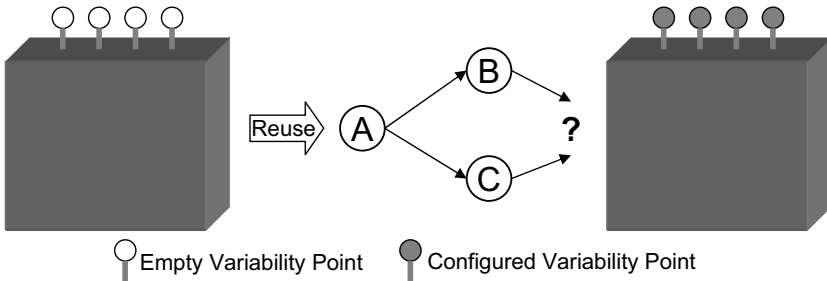 Reuse
A
B
C
?
Empty Variability Point
Configured Variability Point